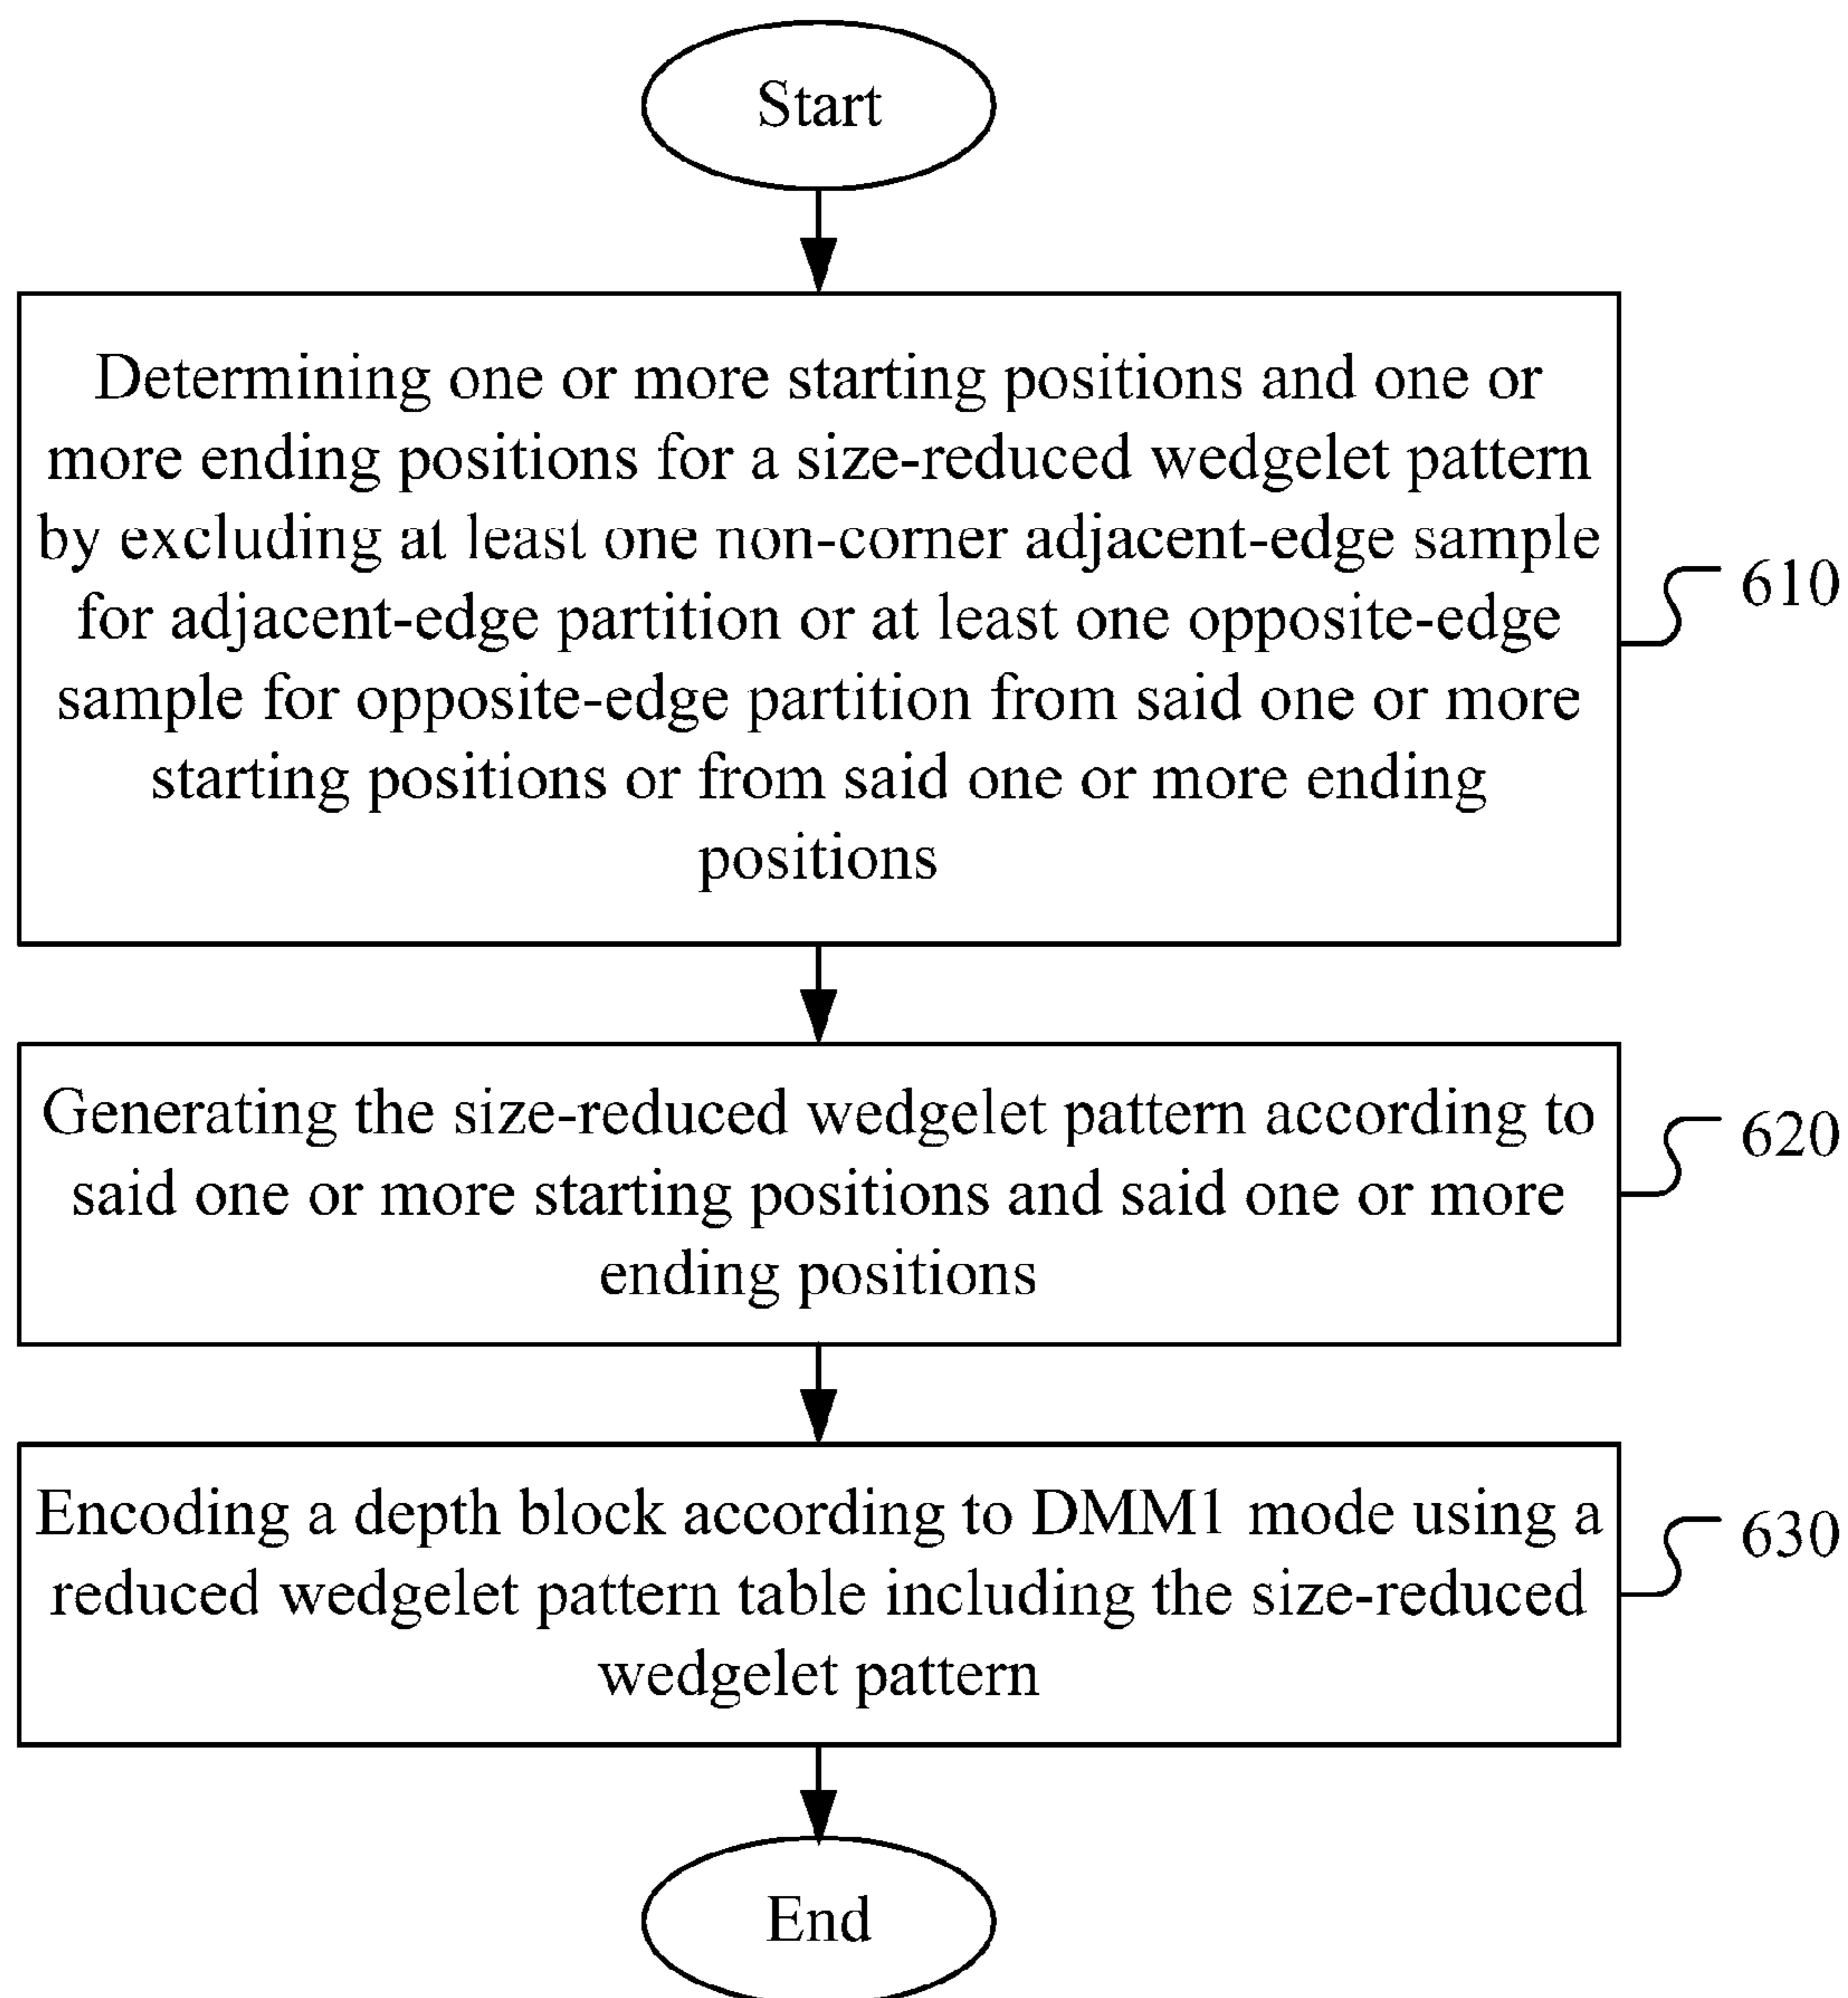 Start
Determining one or more starting positions and one or
more ending positions for a size-reduced wedgelet pattern
by excluding at least one non-corner adjacent-edge sample
for adjacent-edge partition or at least one opposite-edge
sample for opposite-edge partition from said one or more
starting positions or from said one or more ending
positions
610
Generating the size-reduced wedgelet pattern according to
said one or more starting positions and said one or more
ending positions
620
Encoding a depth block according to DMM1 mode using a
reduced wedgelet pattern table including the size-reduced
wedgelet pattern
630
End